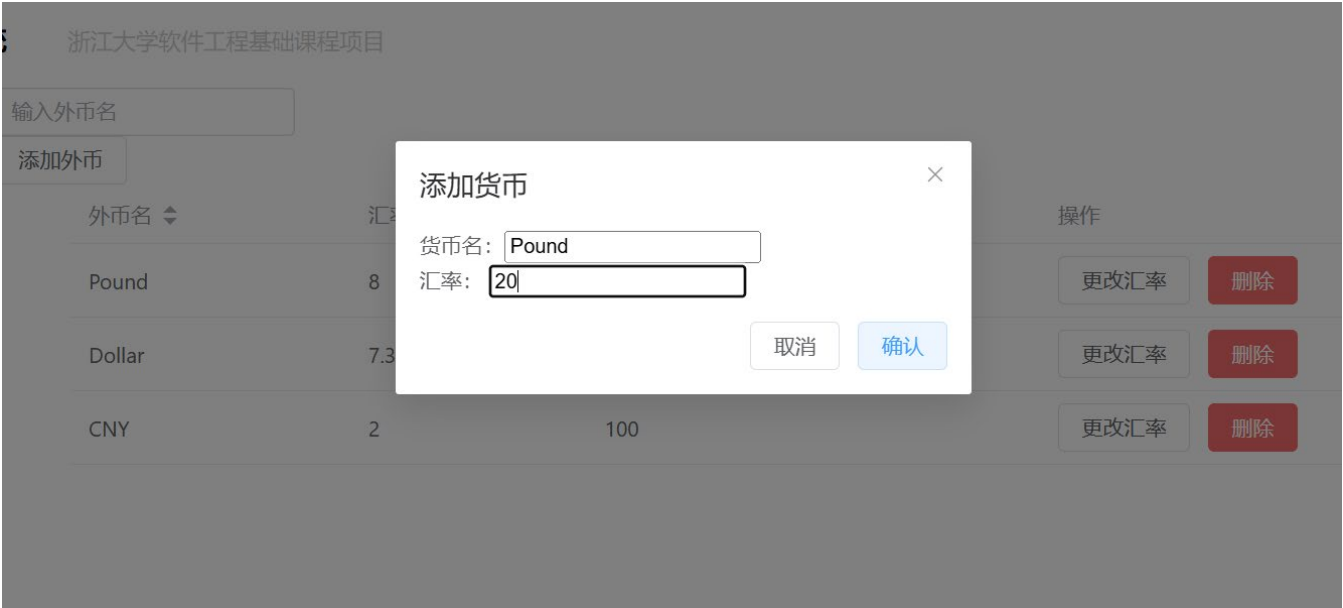 浙江大学软件工程基础课程项目
输入外币名
添加外币
添加货币
货币名： Pound
汇率： 20
取消 确认
外币名 操作
Pound 8 更改汇率 删除
Dollar 7.3 更改汇率 删除
CNY 2 100 更改汇率 删除